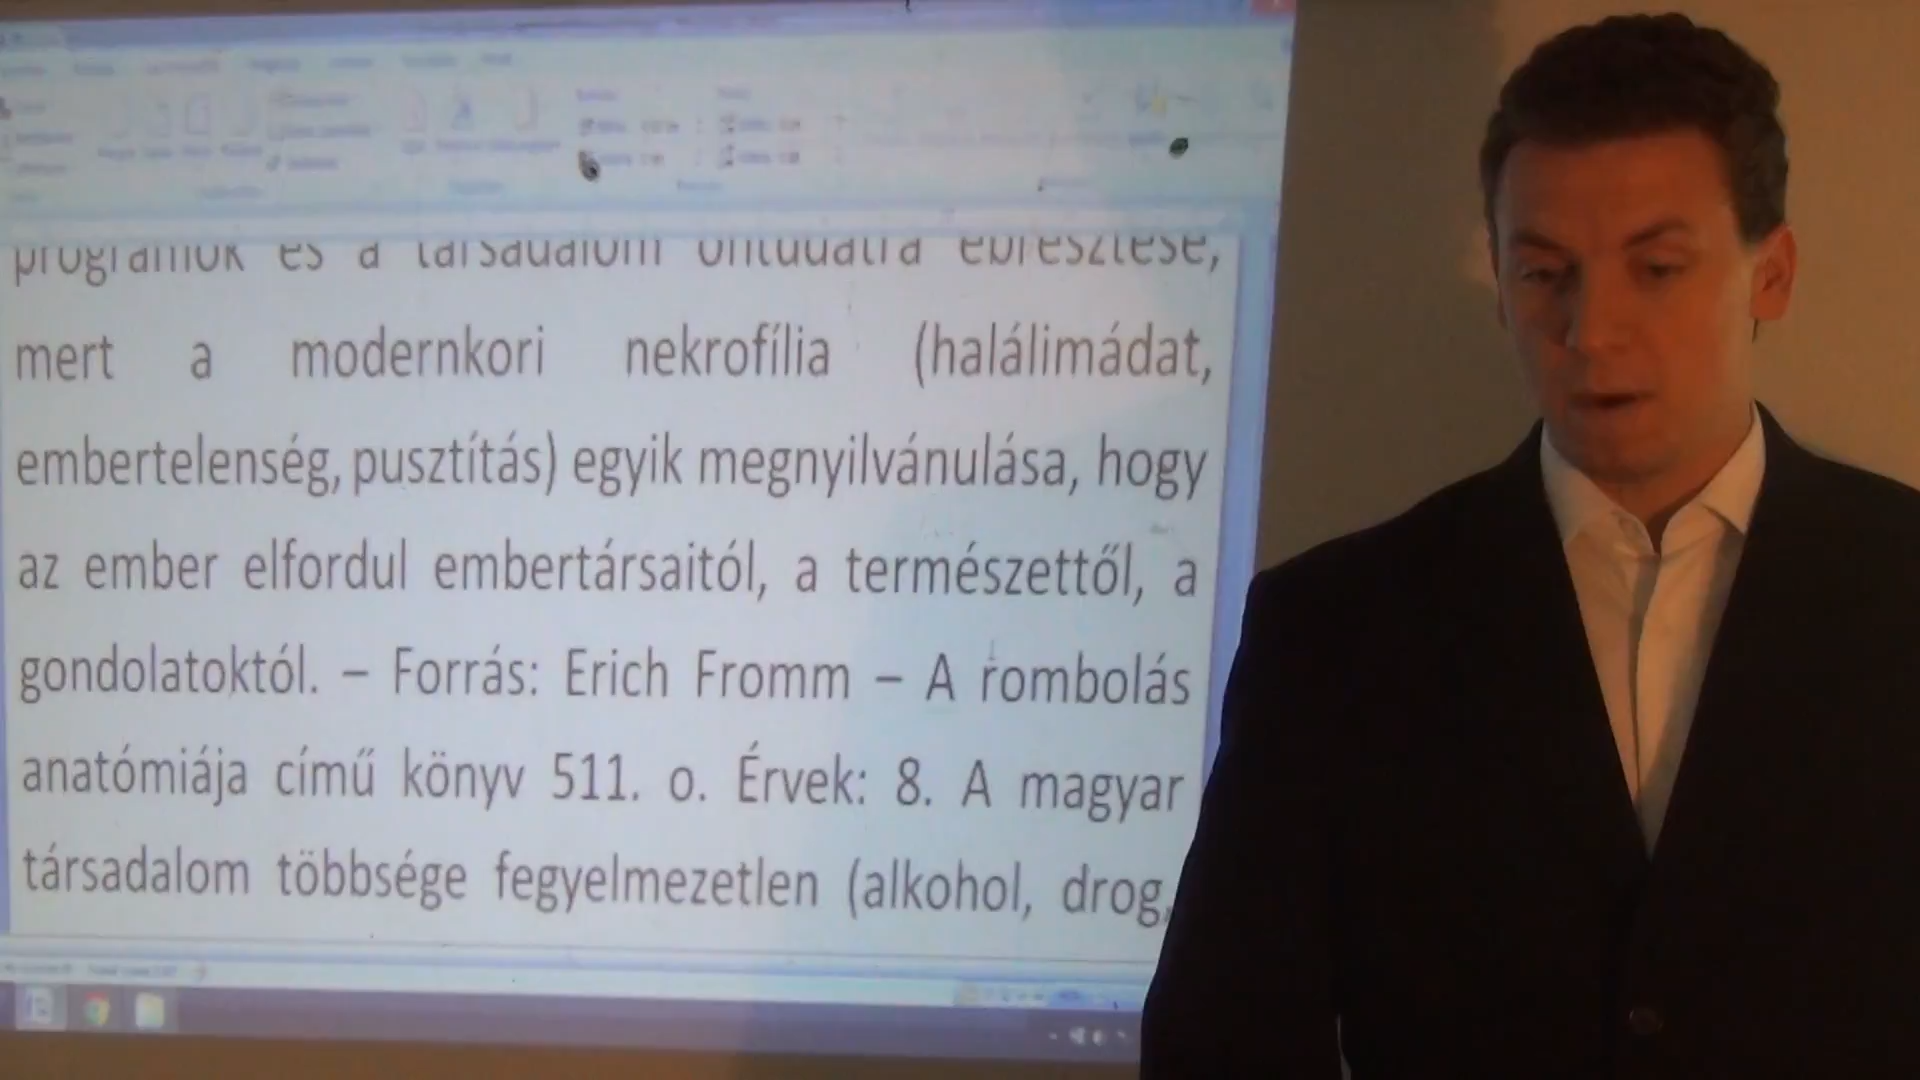 programok és a társadalom öntudatra ébresztése,
mert a modernkori nekrofília (halálimádat,
embertelenség, pusztítás) egyik megnyilvánulása, hogy
az ember elfordul embertársaitól, a természettől, a
gondolatoktól. – Forrás: Erich Fromm – A rombolás
anatómiája című könyv 511. o. Érvek: 8. A magyar
társadalom többsége fegyelmezetlen (alkohol, drog,